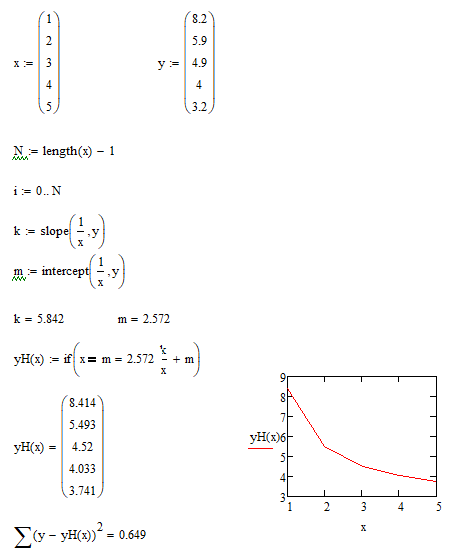 x := (1 2 3 4 5) y := (8.2 5.9 4.9 4 3.2)
N := length(x) − 1
i := 0.. N
k := slope(1/x , y)
m := intercept(1/x , y)
k = 5.842 m = 2.572
yH(x) := if(x = m = 2.572 k/x + m)
yH(x) = (8.414 5.493 4.52 4.033 3.741)
∑(y − yH(x))² = 0.649
9
8
7
yH(x) 6
5
4
3
1 2 3 4 5
x